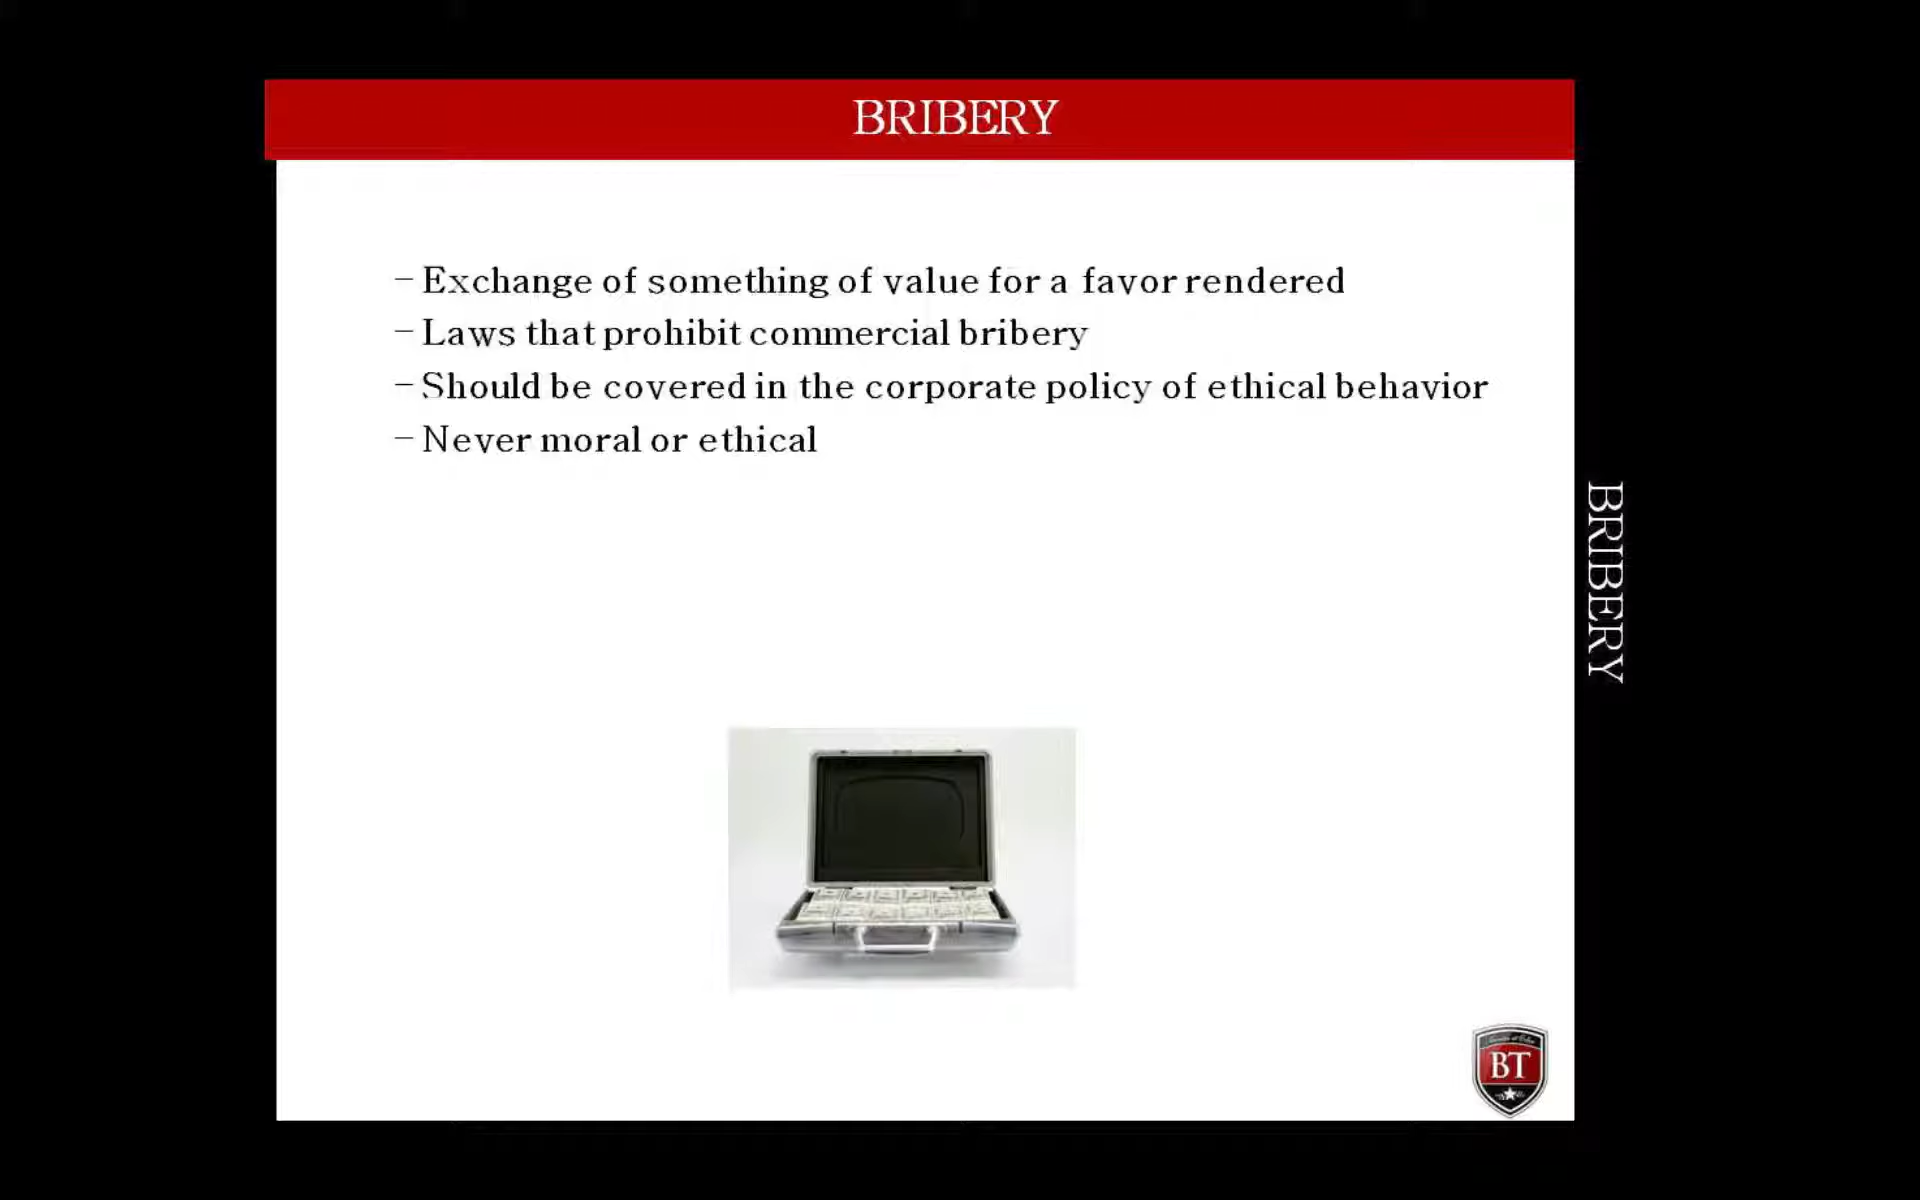 BRIBERY
– Exchange of something of value for a favor rendered
– Laws that prohibit commercial bribery
– Should be covered in the corporate policy of ethical behavior
– Never moral or ethical
BRIBERY
BT